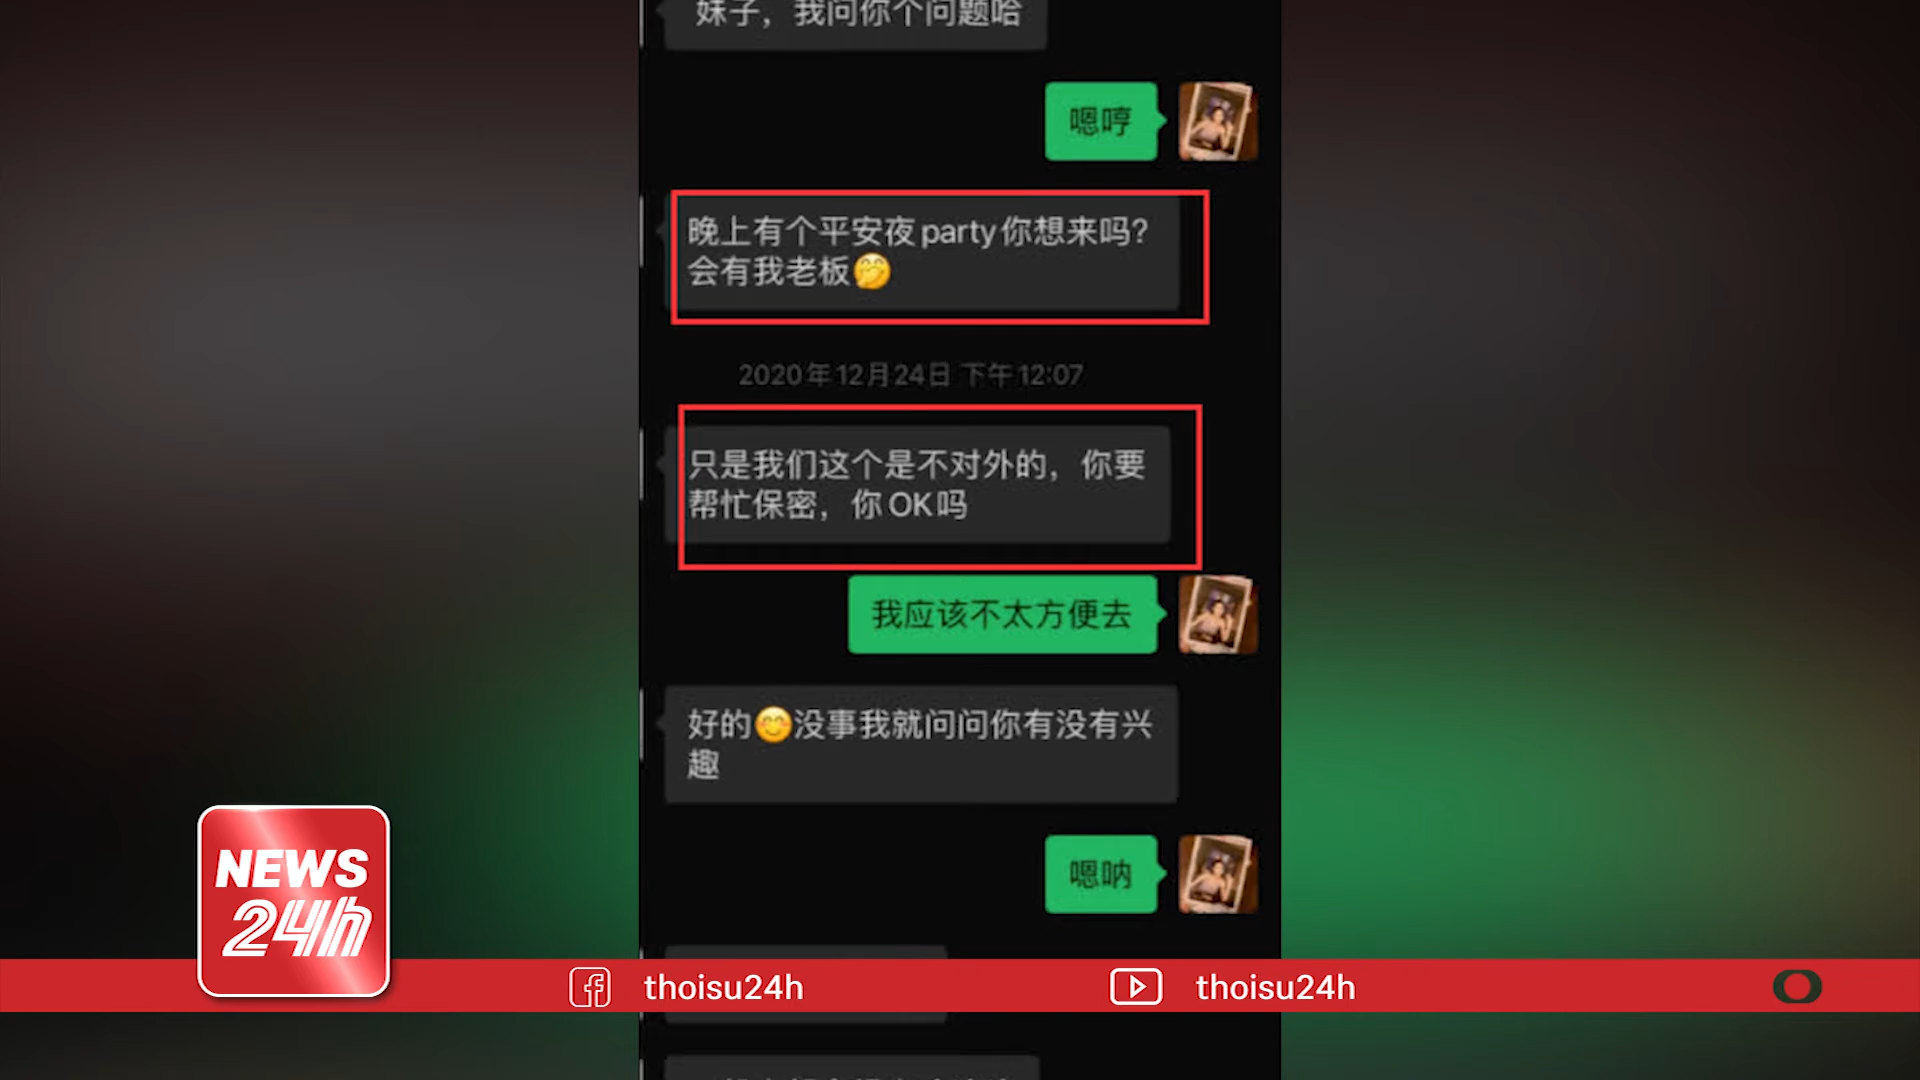 妹子，我问你个问题哈
嗯哼
晚上有个平安夜party你想来吗?
会有我老板🤭
2020年12月24日 下午12:07
只是我们这个是不对外的，你要
帮忙保密，你OK吗
我应该不太方便去
好的😊没事我就问问你有没有兴
趣
嗯呐
NEWS
24h
thoisu24h
thoisu24h